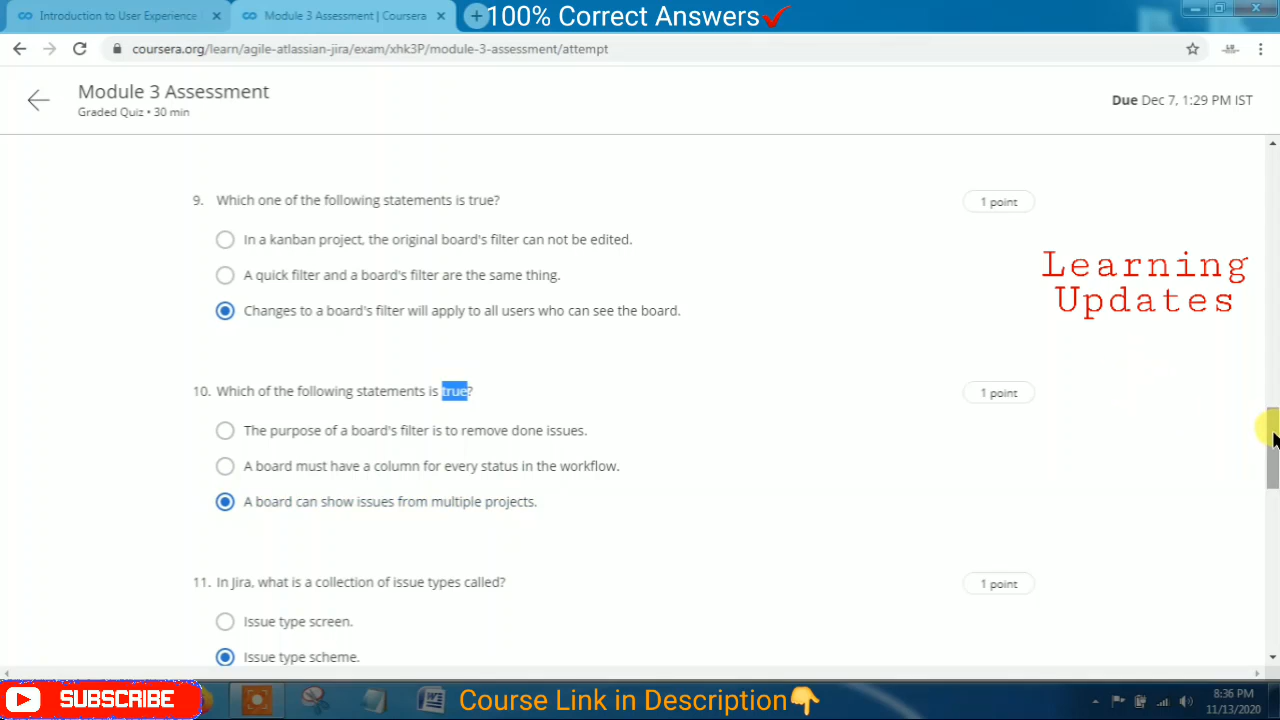 Introduction to User Experience
Module 3 Assessment | Coursera
100% Correct Answers
coursera.org/learn/agile-atlassian-jira/exam/xhk3P/module-3-assessment/attempt
Module 3 Assessment
Graded Quiz • 30 min
Due Dec 7, 1:29 PM IST
9. Which one of the following statements is true?
1 point
In a kanban project, the original board's filter can not be edited.
A quick filter and a board's filter are the same thing.
Changes to a board's filter will apply to all users who can see the board.
Learning
Updates
10. Which of the following statements is true?
1 point
The purpose of a board's filter is to remove done issues.
A board must have a column for every status in the workflow.
A board can show issues from multiple projects.
11. In Jira, what is a collection of issue types called?
1 point
Issue type screen.
Issue type scheme.
SUBSCRIBE
Course Link in Description
8:36 PM
11/13/2020